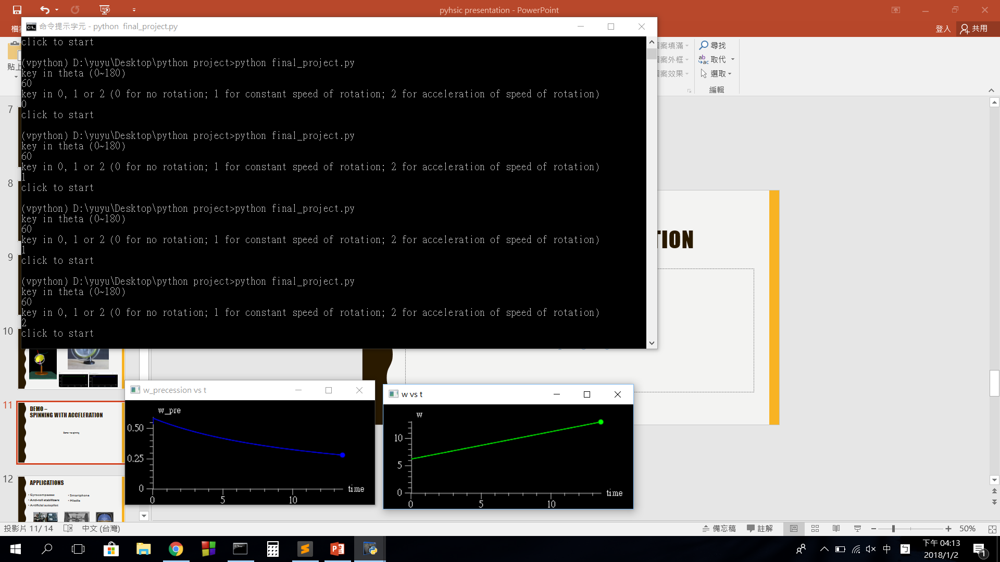 pyhsic presentation - PowerPoint
登入
共用
命令提示字元 - python  final_project.py
click to start
(vpython) D:\yuyu\Desktop\python project>python final_project.py
key in theta (0~180)
60
key in 0, 1 or 2 (0 for no rotation; 1 for constant speed of rotation; 2 for acceleration of speed of rotation)
0
click to start
(vpython) D:\yuyu\Desktop\python project>python final_project.py
key in theta (0~180)
60
key in 0, 1 or 2 (0 for no rotation; 1 for constant speed of rotation; 2 for acceleration of speed of rotation)
1
click to start
(vpython) D:\yuyu\Desktop\python project>python final_project.py
key in theta (0~180)
60
key in 0, 1 or 2 (0 for no rotation; 1 for constant speed of rotation; 2 for acceleration of speed of rotation)
1
click to start
(vpython) D:\yuyu\Desktop\python project>python final_project.py
key in theta (0~180)
60
key in 0, 1 or 2 (0 for no rotation; 1 for constant speed of rotation; 2 for acceleration of speed of rotation)
2
click to start
貼上
案填滿
案外框
案效果
尋找
取代
選取
編輯
TION
7
8
9
10
11
DEMO –
SPINNING WITH ACCELERATION
Demo - no spinning
12
APPLICATIONS
• Gyrocompasses
• Anti-roll stabilizers
• Artificial autopilot
• Smartphone
• Missile
w_precession vs t
w_pre
0.50
0.25
0
0
5
10
time
w vs t
w
10
5
0
0
5
10
time
投影片 11/ 14
中文 (台灣)
備忘稿
註解
50%
中
ㄅ
下午 04:13
2018/1/2
1